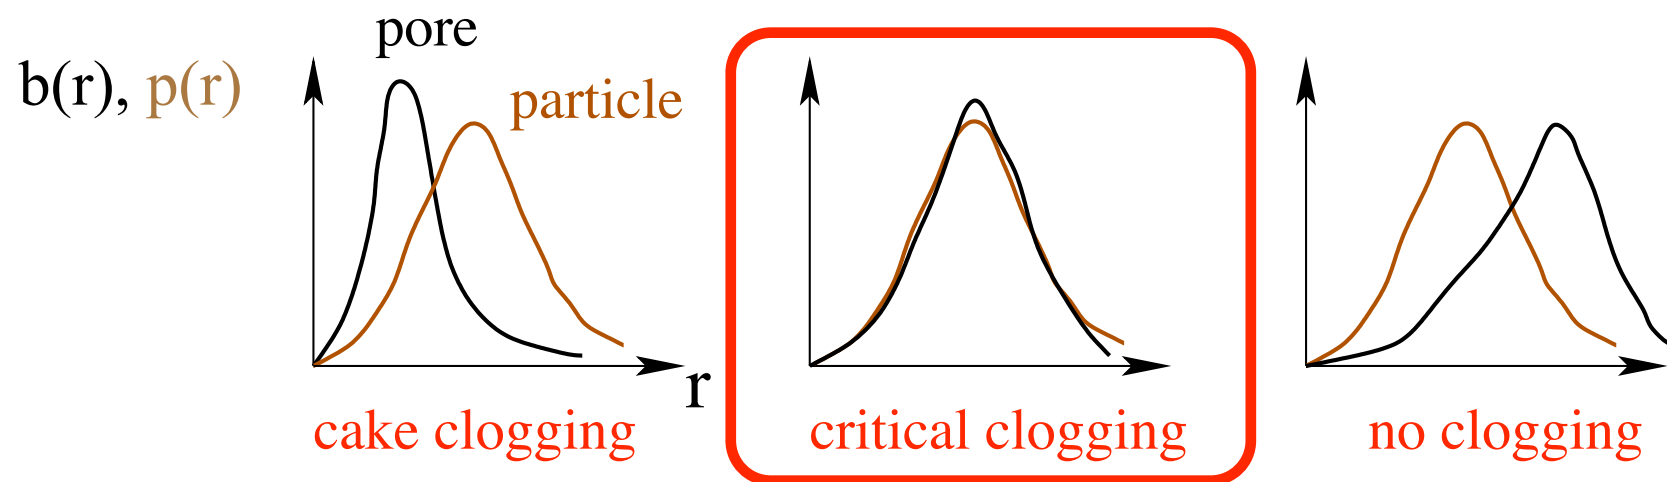 pore
b(r), p(r)
particle
r
cake clogging
critical clogging
no clogging